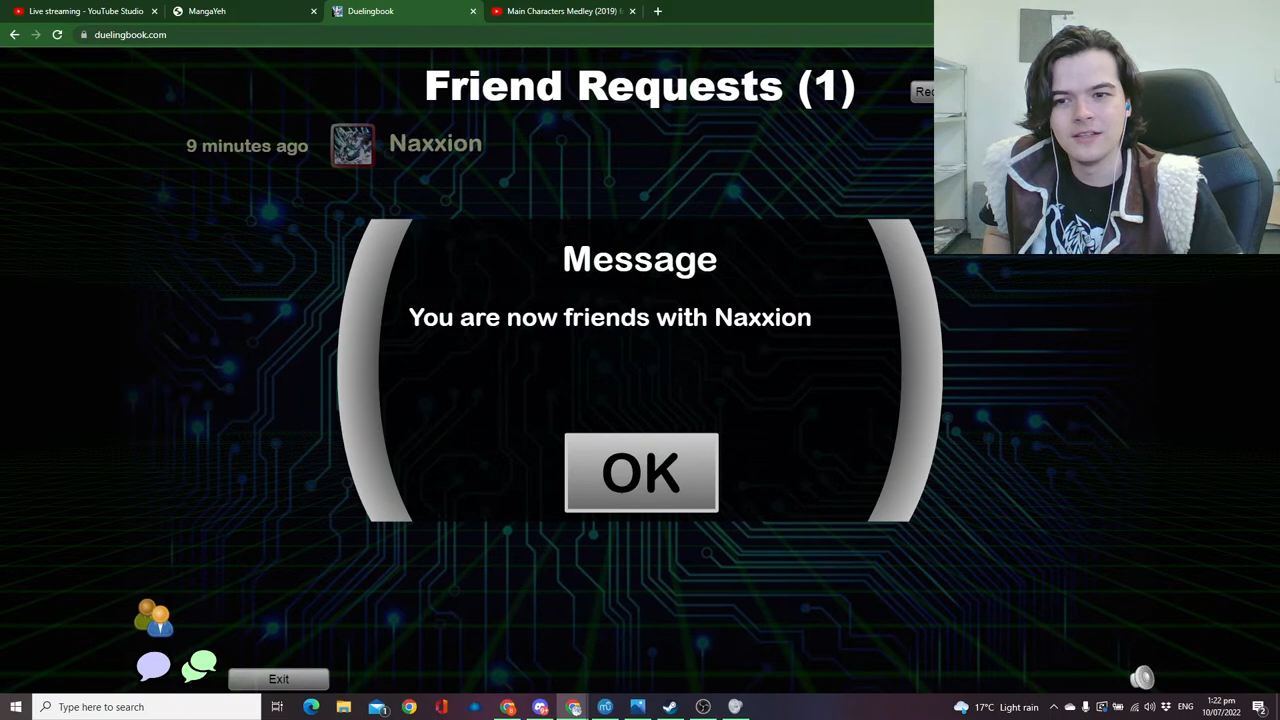 Live streaming - YouTube Studio
MangaYeh
Duelingbook
Main Characters Medley (2019)
duelingbook.com
Friend Requests (1)
9 minutes ago
Naxxion
Message
You are now friends with Naxxion
OK
Exit
Type here to search
17°C Light rain
ENG
1:22 pm
10/07/2022